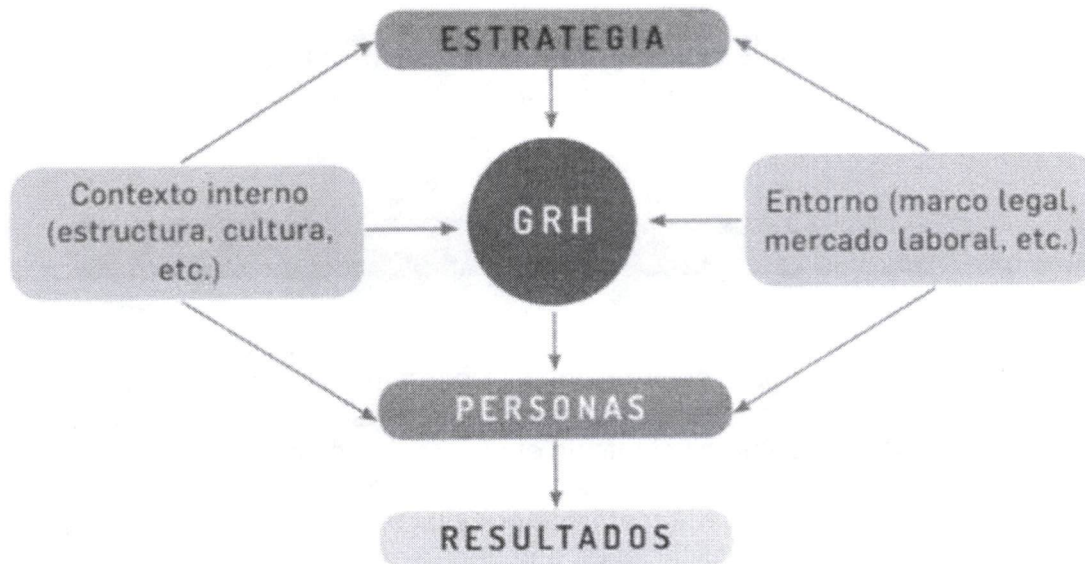 ESTRATEGIA
Contexto interno
(estructura, cultura,
etc.)
GRH
Entorno (marco legal,
mercado laboral, etc.)
PERSONAS
RESULTADOS